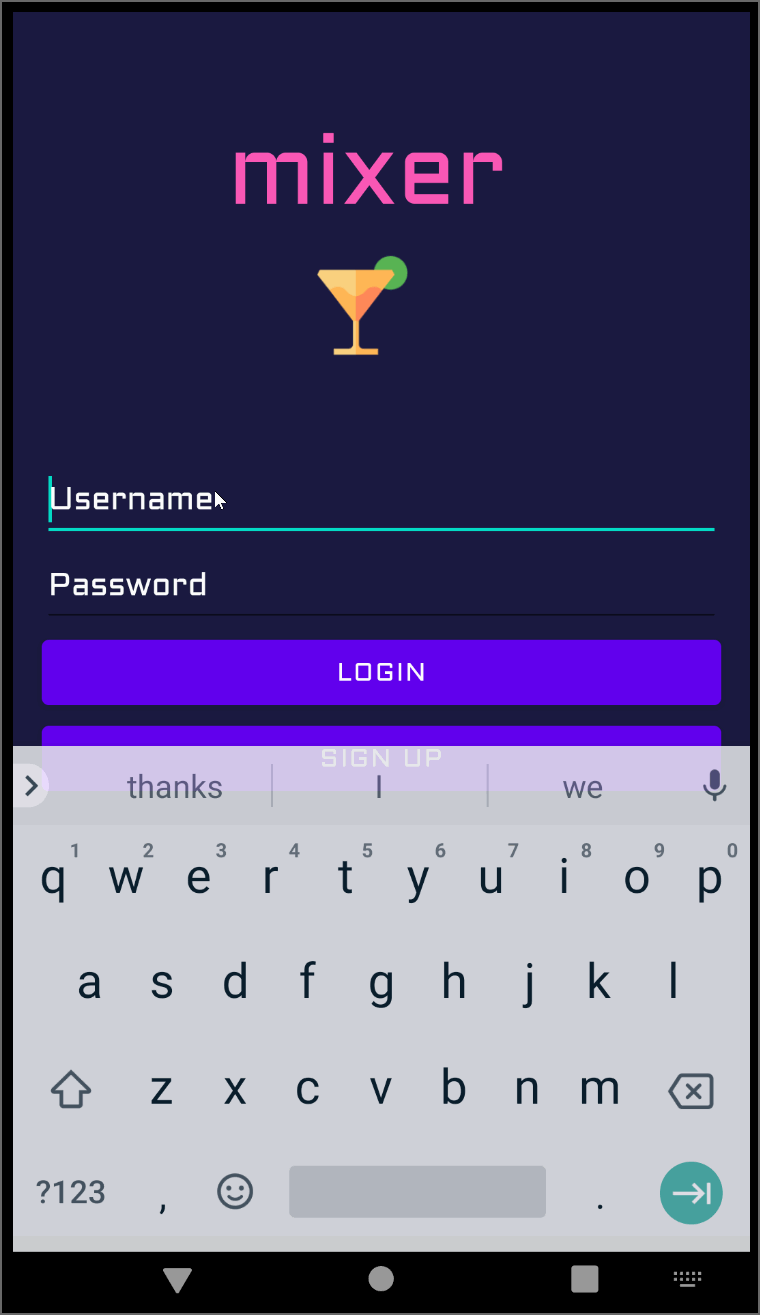 mixer
Username
Password
LOGIN
SIGN UP
thanks I we
1 2 3 4 5 6 7 8 9 0
q w e r t y u i o p
a s d f g h j k l
z x c v b n m
?123 , .